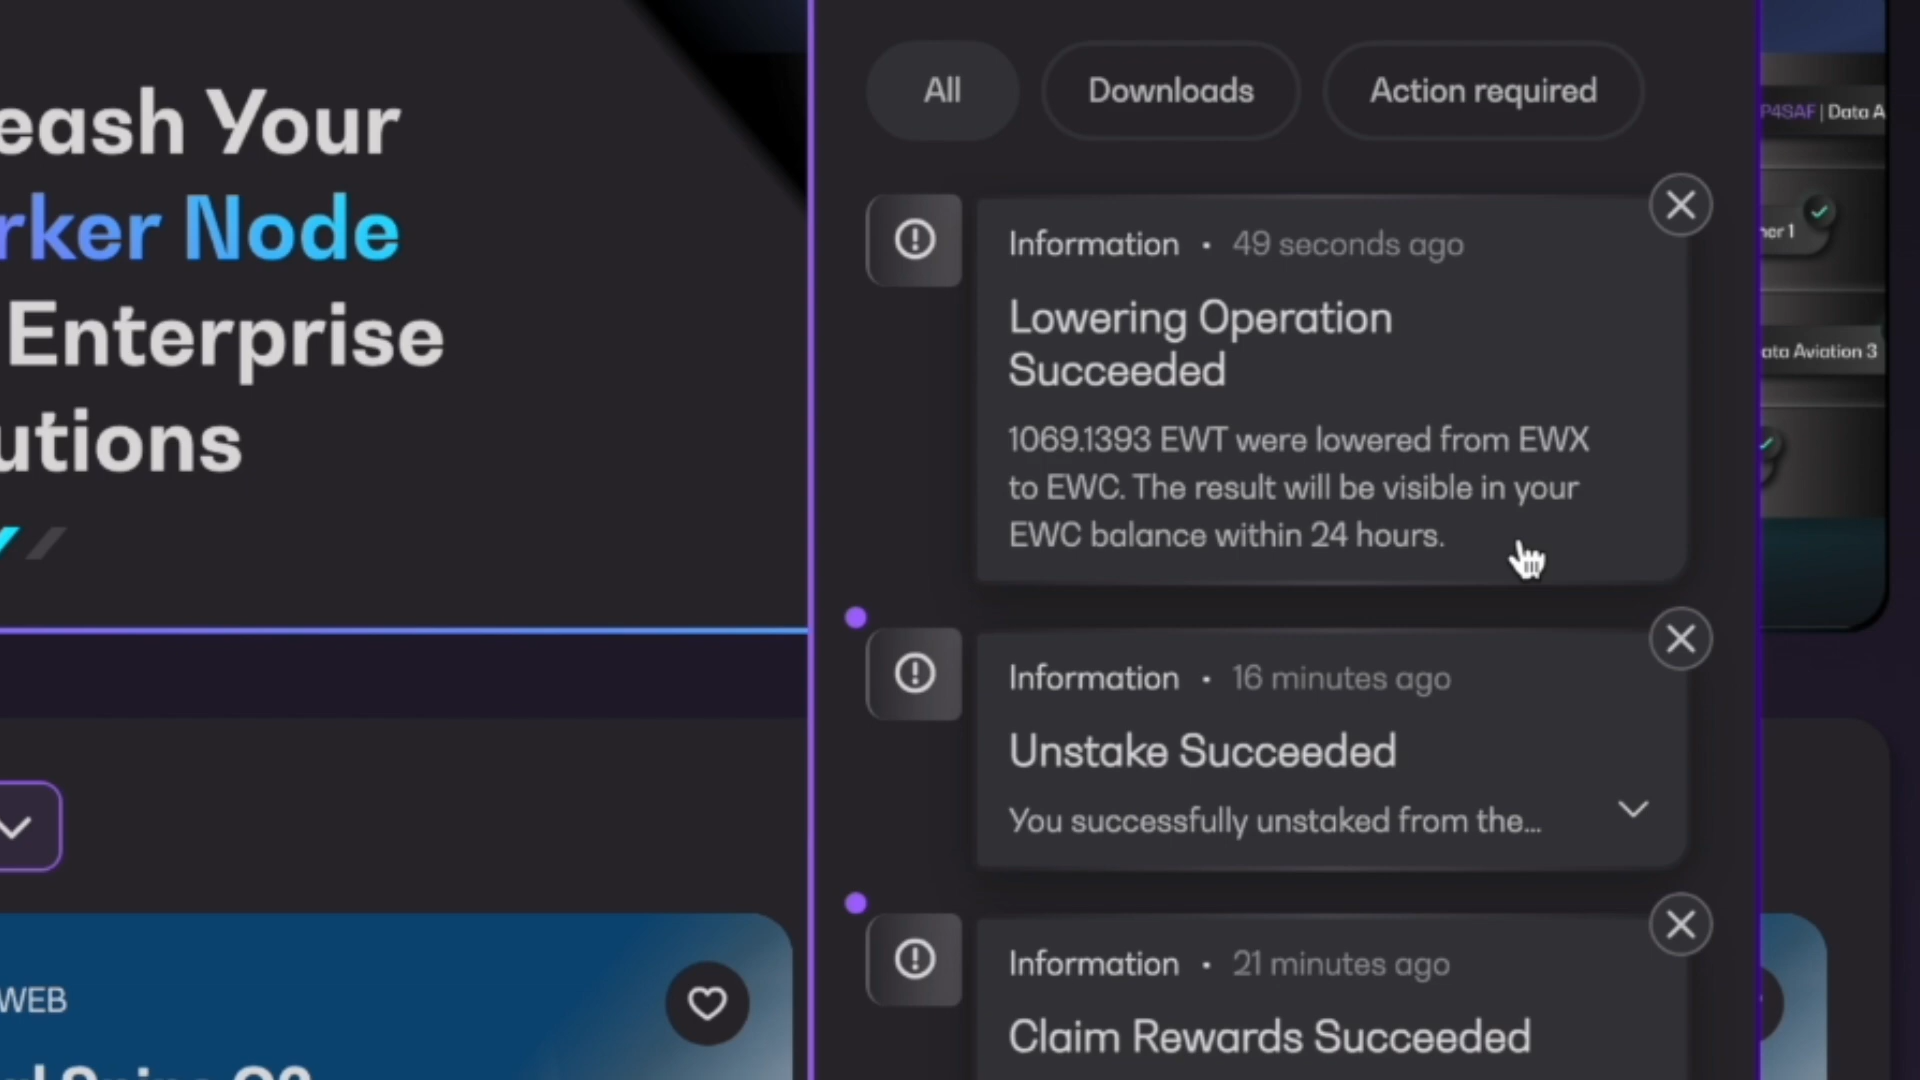 eash Your
rker Node
Enterprise
utions
WEB
All
Downloads
Action required
Information · 49 seconds ago
Lowering Operation
Succeeded
1069.1393 EWT were lowered from EWX
to EWC. The result will be visible in your
EWC balance within 24 hours.
Information · 16 minutes ago
Unstake Succeeded
You successfully unstaked from the...
Information · 21 minutes ago
Claim Rewards Succeeded
P4SAF | Data A
ner 1
ata Aviation 3